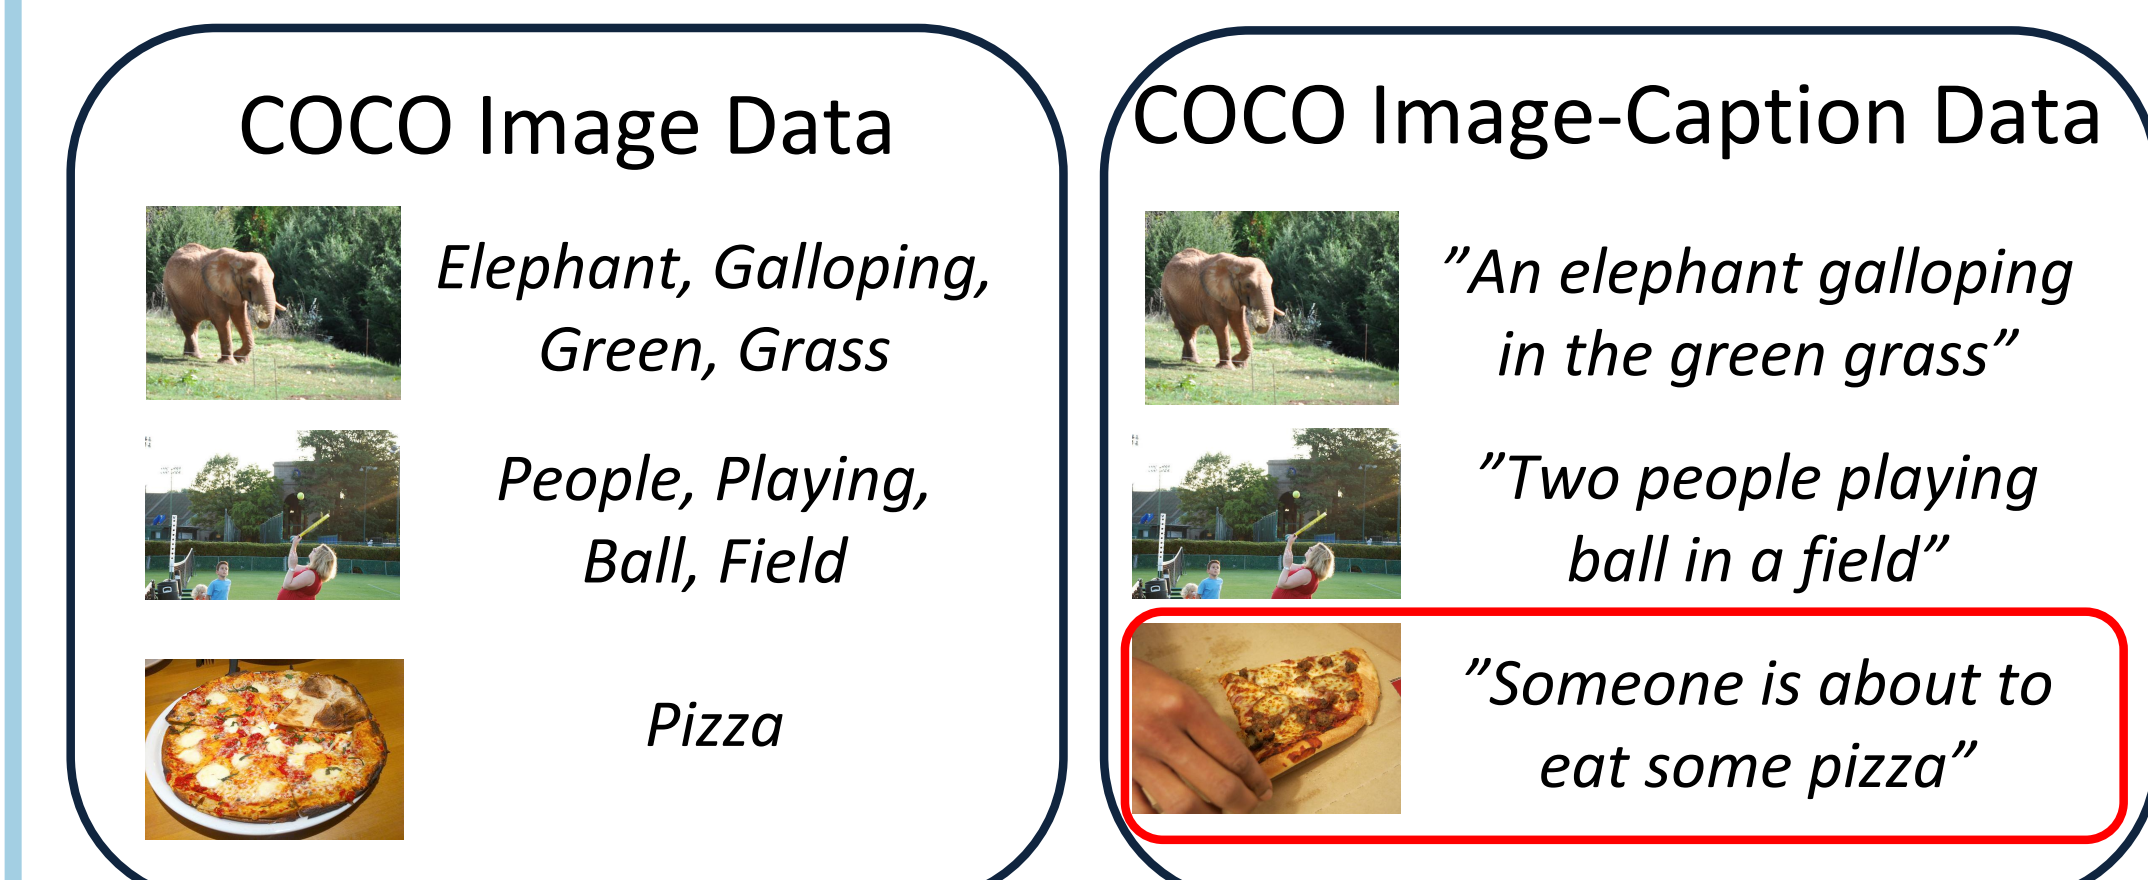 COCO Image Data
Elephant, Galloping,
Green, Grass
People, Playing,
Ball, Field
Pizza
COCO Image-Caption Data
”An elephant galloping
in the green grass”
”Two people playing
ball in a field”
”Someone is about to
eat some pizza”